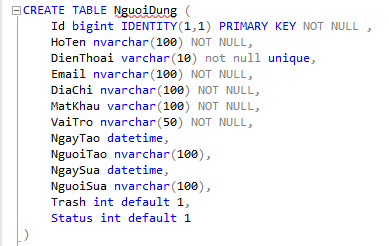 CREATE TABLE NguoiDung (
Id bigint IDENTITY(1,1) PRIMARY KEY NOT NULL ,
HoTen nvarchar(100) NOT NULL,
DienThoai varchar(10) not null unique,
Email nvarchar(100) NOT NULL,
DiaChi nvarchar(100) NOT NULL,
MatKhau varchar(100) NOT NULL,
VaiTro nvarchar(50) NOT NULL,
NgayTao datetime,
NguoiTao nvarchar(100),
NgaySua datetime,
NguoiSua nvarchar(100),
Trash int default 1,
Status int default 1
)